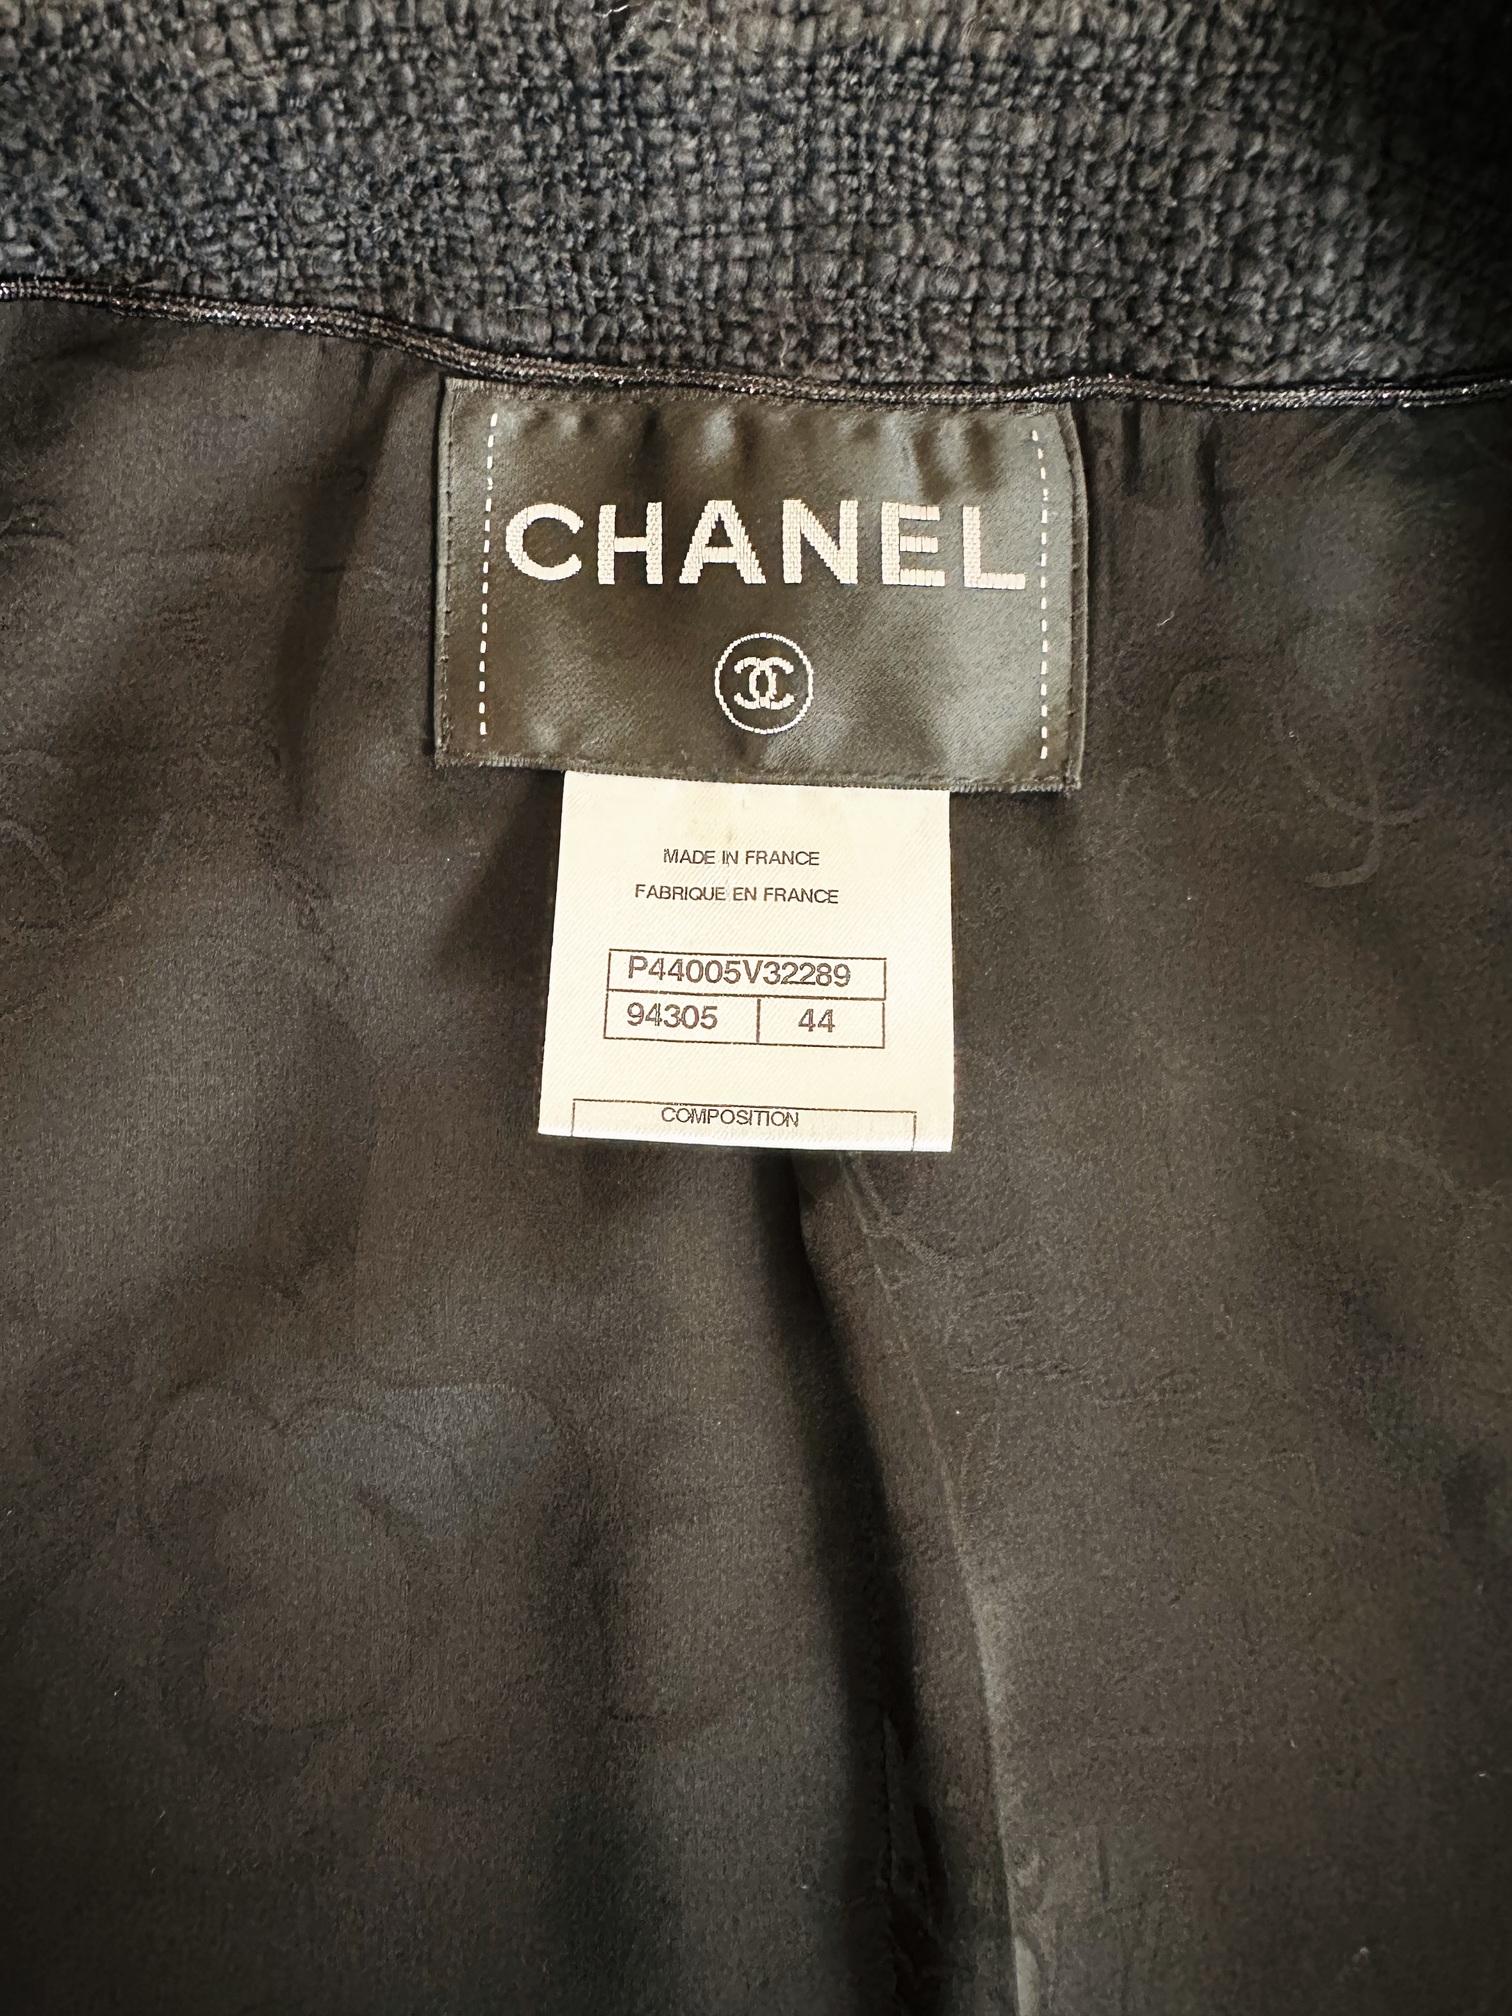 CHANEL
MADE IN FRANCE
FABRIQUE EN FRANCE
P44005V32289
94305 44
COMPOSITION